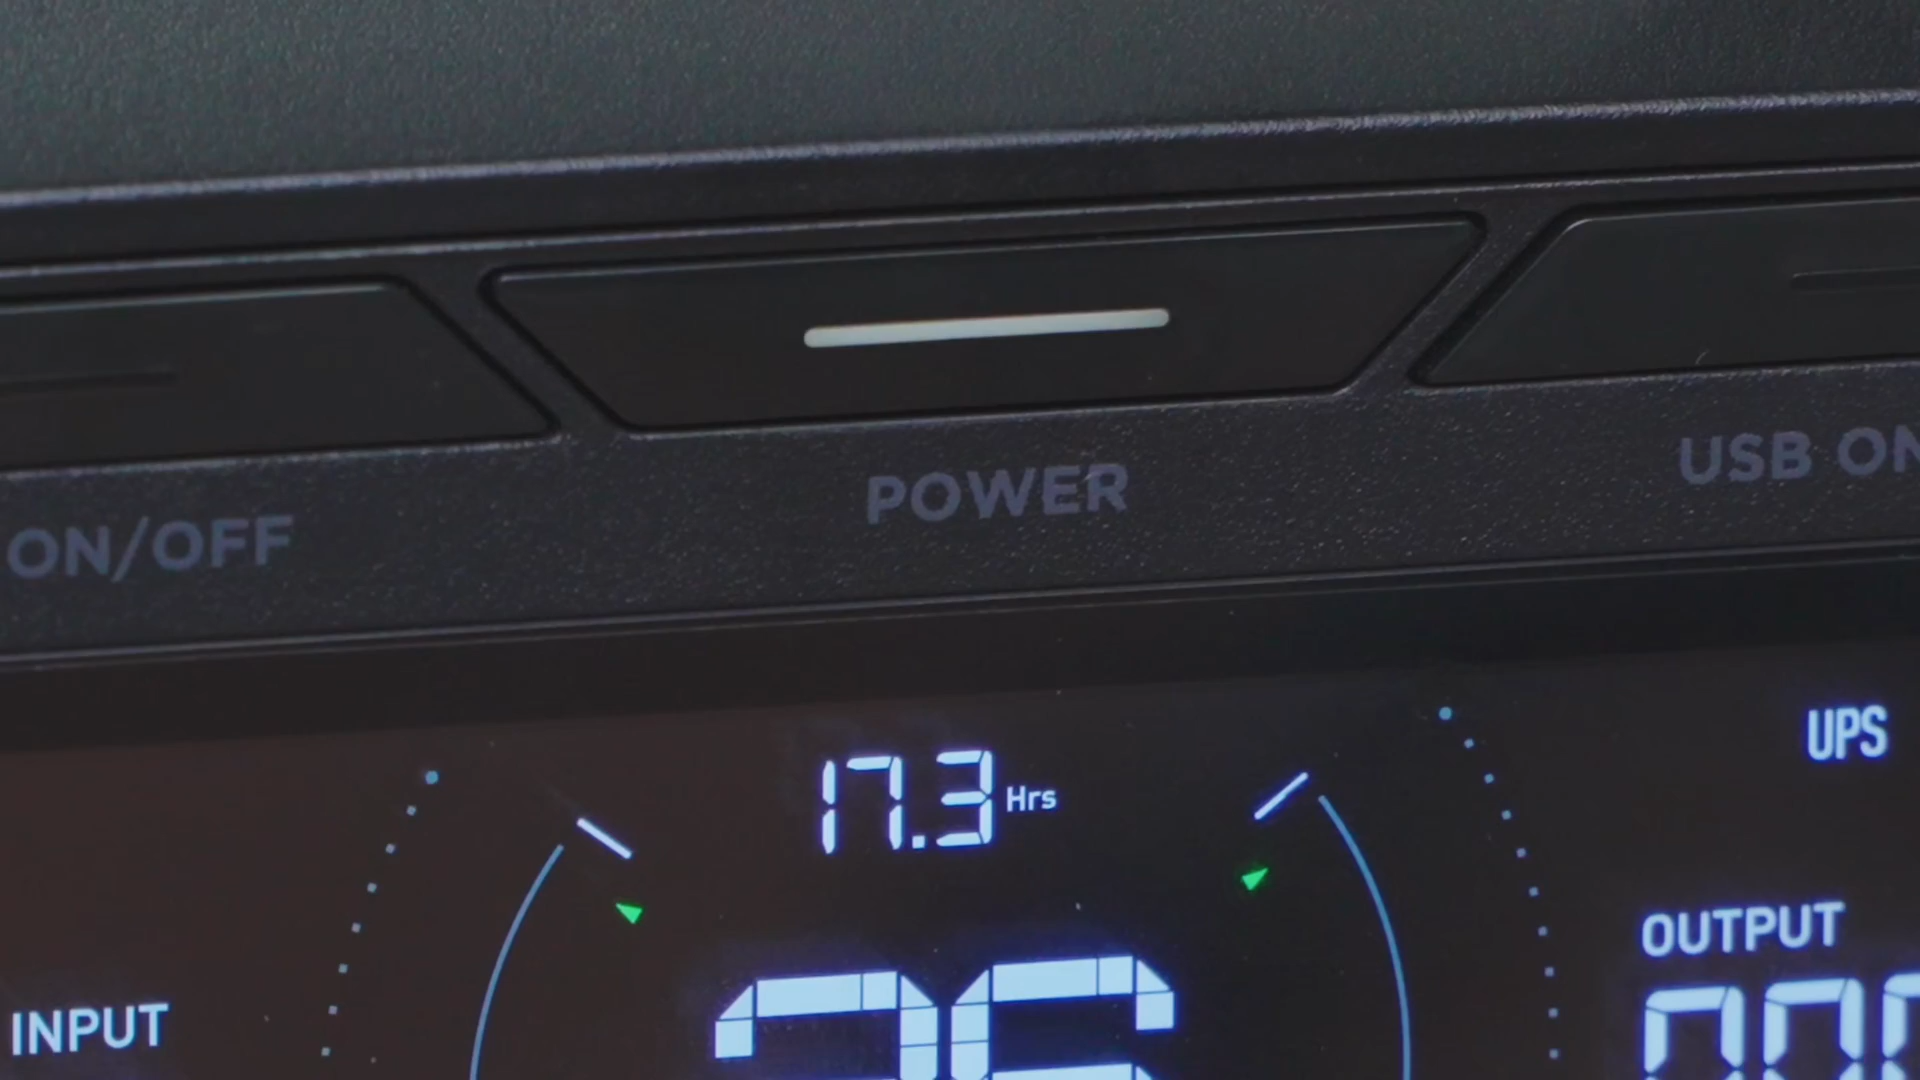 ON/OFF
POWER
USB ON
17.3 Hrs
UPS
INPUT
OUTPUT